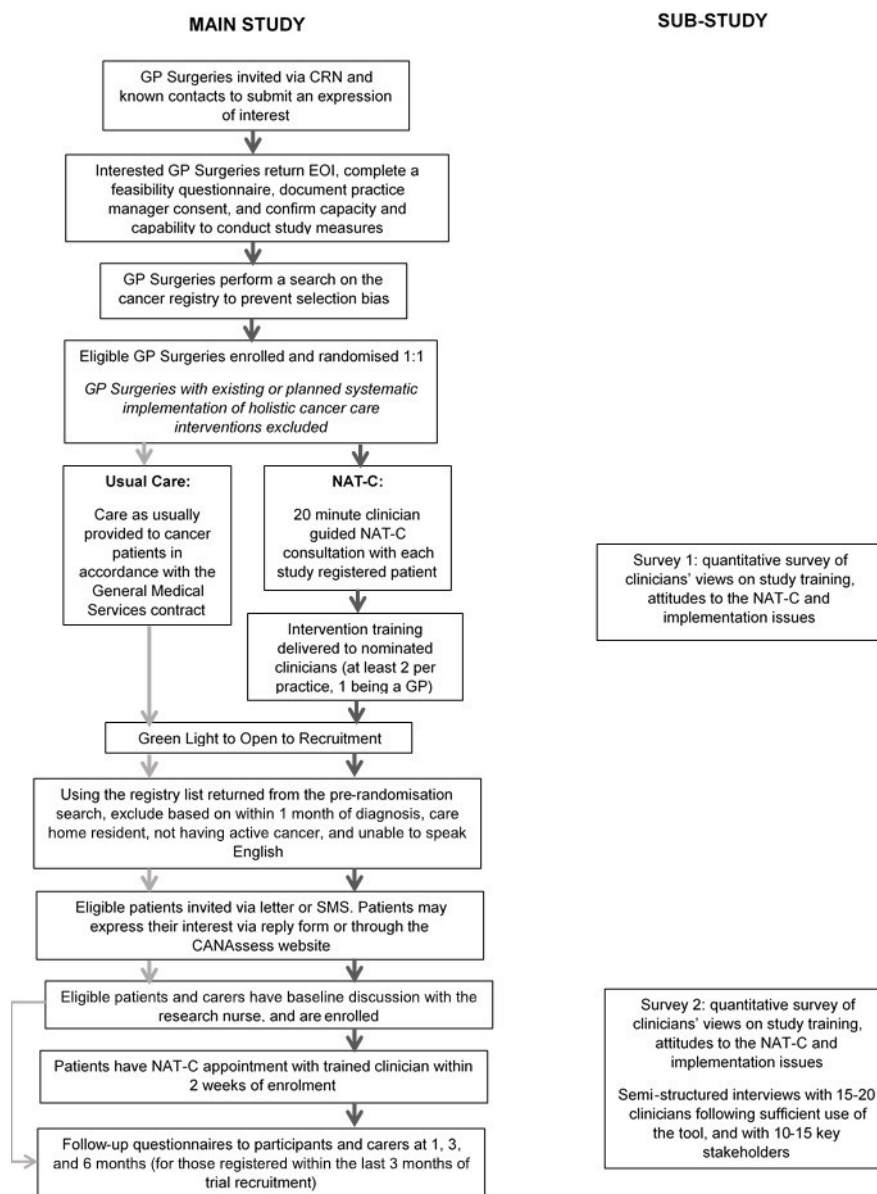 MAIN STUDY
SUB-STUDY
GP Surgeries invited via CRN and
known contacts to submit an expression
of interest
Interested GP Surgeries return EOI, complete a
feasibility questionnaire, document practice
manager consent, and confirm capacity and
capability to conduct study measures
GP Surgeries perform a search on the
cancer registry to prevent selection bias
Eligible GP Surgeries enrolled and randomised 1:1
GP Surgeries with existing or planned systematic
implementation of holistic cancer care
interventions excluded
Usual Care:
Care as usually
provided to cancer
patients in
accordance with the
General Medical
Services contract
NAT-C:
20 minute clinician
guided NAT-C
consultation with each
study registered patient
Intervention training
delivered to nominated
clinicians (at least 2 per
practice, 1 being a GP)
Survey 1: quantitative survey of
clinicians' views on study training,
attitudes to the NAT-C and
implementation issues
Green Light to Open to Recruitment
Using the registry list returned from the pre-randomisation
search, exclude based on within 1 month of diagnosis, care
home resident, not having active cancer, and unable to speak
English
Eligible patients invited via letter or SMS. Patients may
express their interest via reply form or through the
CANAssess website
Eligible patients and carers have baseline discussion with the
research nurse, and are enrolled
Patients have NAT-C appointment with trained clinician within
2 weeks of enrolment
Follow-up questionnaires to participants and carers at 1, 3,
and 6 months (for those registered within the last 3 months of
trial recruitment)
Survey 2: quantitative survey of
clinicians' views on study training,
attitudes to the NAT-C and
implementation issues
Semi-structured interviews with 15-20
clinicians following sufficient use of
the tool, and with 10-15 key
stakeholders